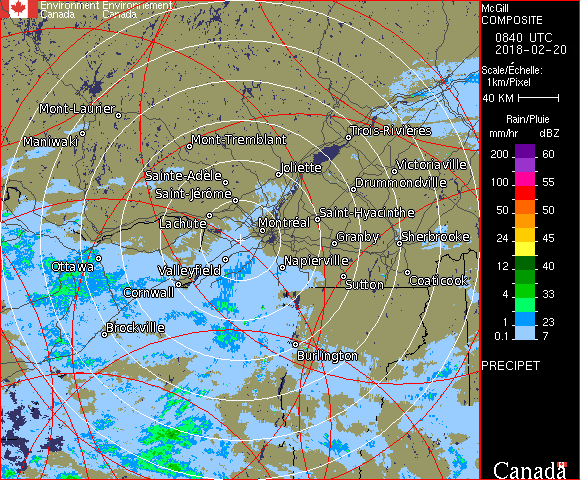 Environment Environnement
Canada Canada
McGill
COMPOSITE
0840 UTC
2018-02-20
Scale/Échelle:
1km/Pixel
40 KM
Rain/Pluie
mm/hr dBZ
200 60
100 55
50 50
24 45
12 40
4 33
1 23
0.1 7
PRECIPET
Canada
Mont-Laurier
Maniwaki
Mont-Tremblant
Trois-Rivières
Joliette
Victoriaville
Sainte-Adèle
Drummondville
Saint-Jérôme
Lachute
Saint-Hyacinthe
Montréal
Granby
Sherbrooke
Ottawa
Valleyfield
Napierville
Cornwall
Sutton
Coaticook
Brockville
Burlington